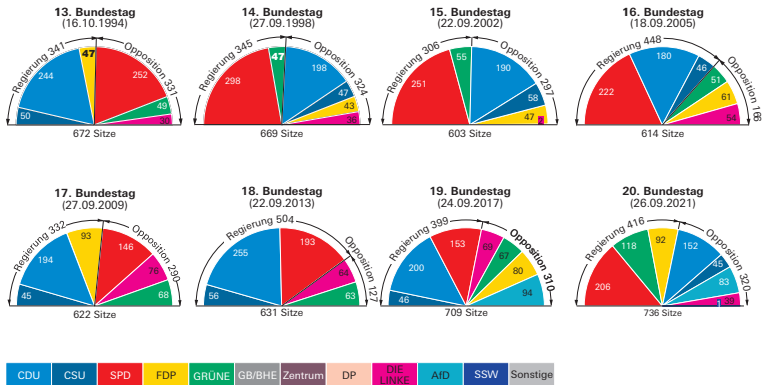 13. Bundestag
(16.10.1994)
Regierung 341
Opposition 331
50
244
47
252
49
30
672 Sitze
14. Bundestag
(27.09.1998)
Regierung 345
Opposition 324
298
47
198
47
43
36
669 Sitze
15. Bundestag
(22.09.2002)
Regierung 306
Opposition 297
251
55
190
58
47
603 Sitze
16. Bundestag
(18.09.2005)
Regierung 448
Opposition 166
222
180
46
51
61
54
614 Sitze
17. Bundestag
(27.09.2009)
Regierung 332
Opposition 290
45
194
93
146
76
68
622 Sitze
18. Bundestag
(22.09.2013)
Regierung 504
Opposition 127
56
255
193
64
63
631 Sitze
19. Bundestag
(24.09.2017)
Regierung 399
Opposition 310
46
200
153
69
67
80
94
709 Sitze
20. Bundestag
(26.09.2021)
Regierung 416
Opposition 320
206
118
92
152
45
83
1
39
736 Sitze
CDU CSU SPD FDP GRÜNE GB/BHE Zentrum DP DIE LINKE AfD SSW Sonstige